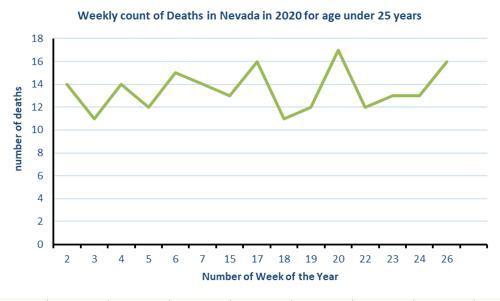 Weekly count of Deaths in Nevada in 2020 for age under 25 years
number of deaths
18
16
14
12
10
8
6
4
2
0
2 3 4 5 6 7 15 17 18 19 20 22 23 24 26
Number of Week of the Year